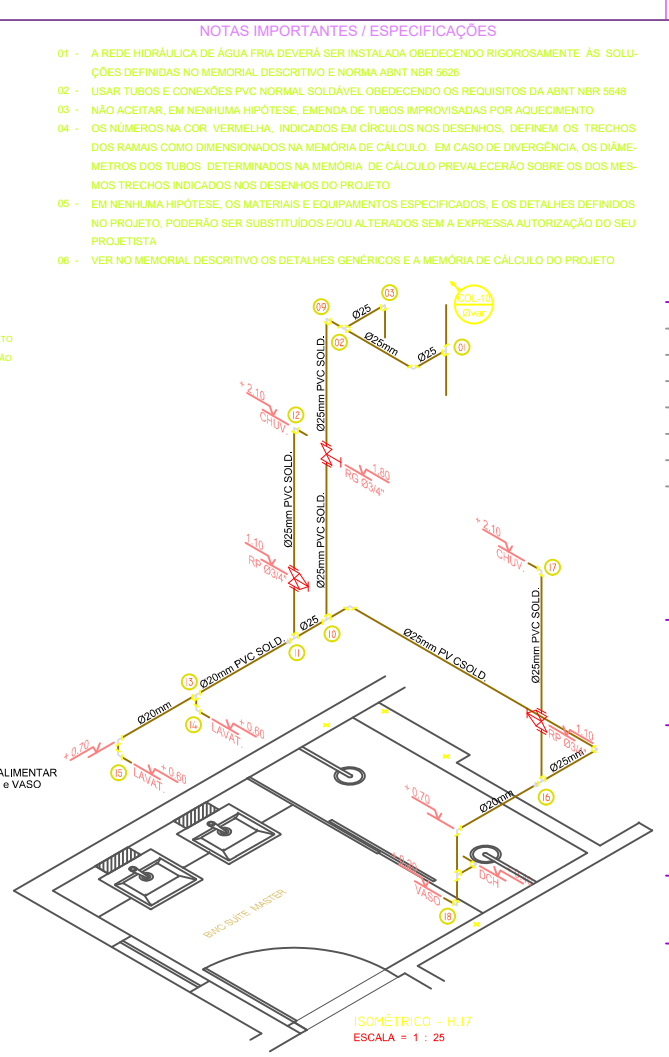 NOTAS IMPORTANTES / ESPECIFICAÇÕES
01 - A REDE HIDRÁULICA DE ÁGUA FRIA DEVERÁ SER INSTALADA OBEDECENDO RIGOROSAMENTE ÀS SOLU-
ÇÕES DEFINIDAS NO MEMORIAL DESCRITIVO E NORMA ABNT NBR 5626
02 - USAR TUBOS E CONEXÕES PVC NORMAL SOLDÁVEL OBEDECENDO OS REQUISITOS DA ABNT NBR 5648
03 - NÃO ACEITAR, EM NENHUMA HIPÓTESE, EMENDA DE TUBOS IMPROVISADAS POR AQUECIMENTO
04 - OS NÚMEROS NA COR VERMELHA, INDICADOS EM CÍRCULOS NOS DESENHOS, DEFINEM OS TRECHOS
DOS RAMAIS COMO DIMENSIONADOS NA MEMÓRIA DE CÁLCULO. EM CASO DE DIVERGÊNCIA, OS DIÂME-
METROS DOS TUBOS DETERMINADOS NA MEMÓRIA DE CÁLCULO PREVALECERÃO SOBRE OS DOS MES-
MOS TRECHOS INDICADOS NOS DESENHOS DO PROJETO
05 - EM NENHUMA HIPÓTESE, OS MATERIAIS E EQUIPAMENTOS ESPECIFICADOS, E OS DETALHES DEFINIDOS
NO PROJETO, PODERÃO SER SUBSTITUÍDOS E/OU ALTERADOS SEM A EXPRESSA AUTORIZAÇÃO DO SEU
PROJETISTA
06 - VER NO MEMORIAL DESCRITIVO OS DETALHES GENÉRICOS E A MEMÓRIA DE CÁLCULO DO PROJETO
03
COL-10
Øvar
09
Ø25
TO
02
Ø25mm
Ø25
01
ÃO
Ø25mm PVC SOLD.
+ 2,10
CHUV.
12
1,80
RG Ø3/4"
Ø25mm PVC SOLD.
Ø25mm PVC SOLD.
1,10
RP Ø3/4"
+ 2,10
CHUV.
17
Ø25mm PVC SOLD.
Ø25
10
11
Ø25mm PV CSOLD.
Ø20mm PVC SOLD.
13
Ø20mm
14
+ 0,60
LAVAT.
1,10
RP Ø3/4"
+ 0,70
15
+ 0,60
LAVAT.
Ø25mm
16
ALIMENTAR
e VASO
+ 0,70
Ø20mm
VASO
DCH
18
BWC SUÍTE MASTER
ISOMÉTRICO - H.17
ESCALA = 1 : 25